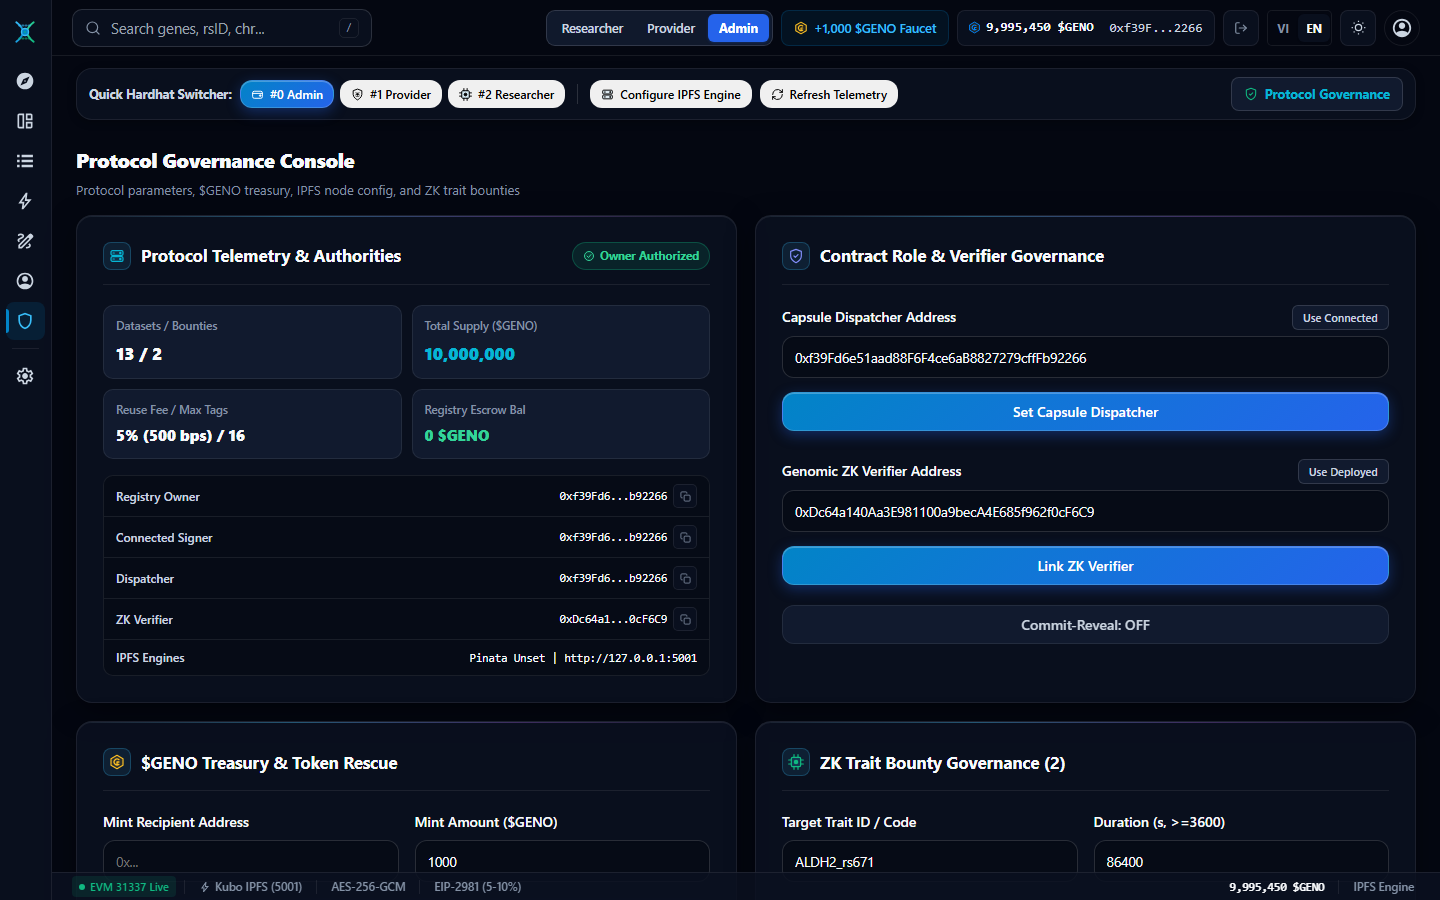 Search genes, rsID, chr...
/
Researcher
Provider
Admin
+1,000 $GENO Faucet
9,995,450 $GENO
0xf39F...2266
VI
EN
Quick Hardhat Switcher:
#0 Admin
#1 Provider
#2 Researcher
Configure IPFS Engine
Refresh Telemetry
Protocol Governance
Protocol Governance Console
Protocol parameters, $GENO treasury, IPFS node config, and ZK trait bounties
Protocol Telemetry & Authorities
Owner Authorized
Datasets / Bounties
13 / 2
Total Supply ($GENO)
10,000,000
Reuse Fee / Max Tags
5% (500 bps) / 16
Registry Escrow Bal
0 $GENO
Registry Owner
0xf39Fd6...b92266
Connected Signer
0xf39Fd6...b92266
Dispatcher
0xf39Fd6...b92266
ZK Verifier
0xDc64a1...0cF6C9
IPFS Engines
Pinata Unset | http://127.0.0.1:5001
Contract Role & Verifier Governance
Capsule Dispatcher Address
Use Connected
0xf39Fd6e51aad88F6F4ce6aB8827279cffFb92266
Set Capsule Dispatcher
Genomic ZK Verifier Address
Use Deployed
0xDc64a140Aa3E981100a9becA4E685f962f0cF6C9
Link ZK Verifier
Commit-Reveal: OFF
$GENO Treasury & Token Rescue
Mint Recipient Address
Mint Amount ($GENO)
0x...
1000
ZK Trait Bounty Governance (2)
Target Trait ID / Code
Duration (s, >=3600)
ALDH2_rs671
86400
EVM 31337 Live
Kubo IPFS (5001)
AES-256-GCM
EIP-2981 (5-10%)
9,995,450 $GENO
IPFS Engine